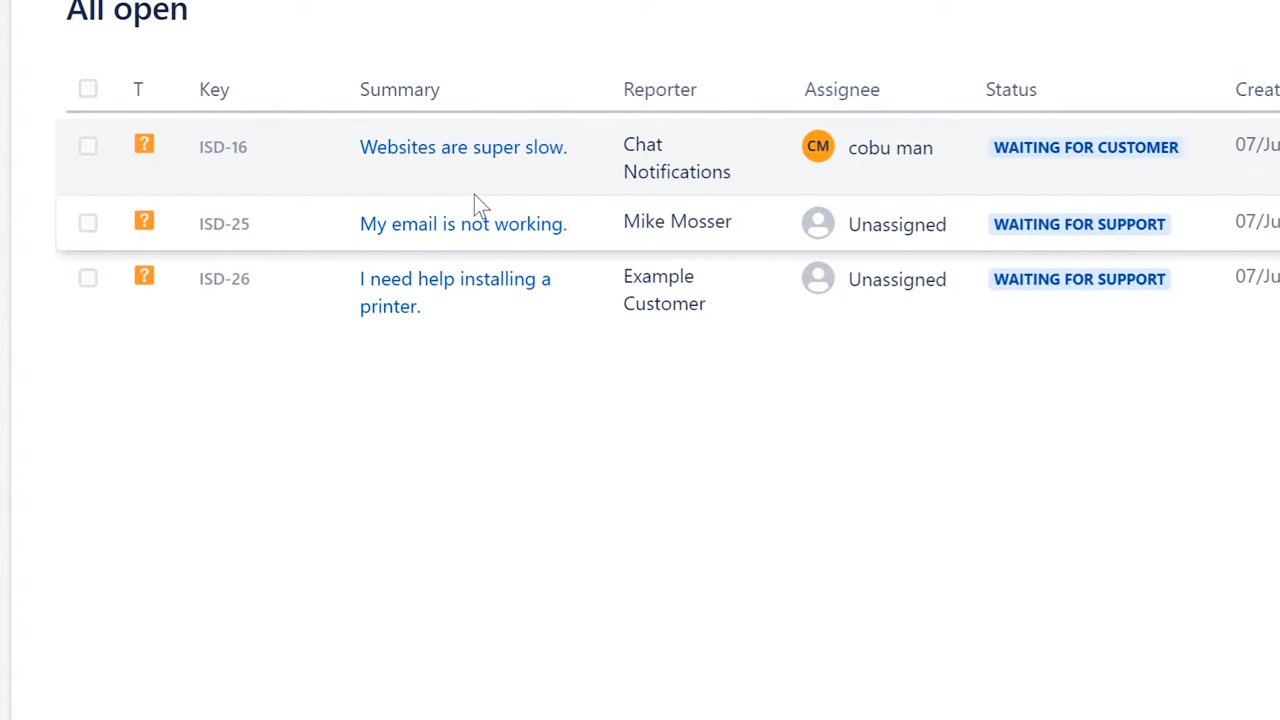 All open
T Key Summary Reporter Assignee Status Creat
? ISD-16 Websites are super slow. Chat Notifications CM cobu man WAITING FOR CUSTOMER 07/Ju
? ISD-25 My email is not working. Mike Mosser Unassigned WAITING FOR SUPPORT 07/Ju
? ISD-26 I need help installing a printer. Example Customer Unassigned WAITING FOR SUPPORT 07/Ju